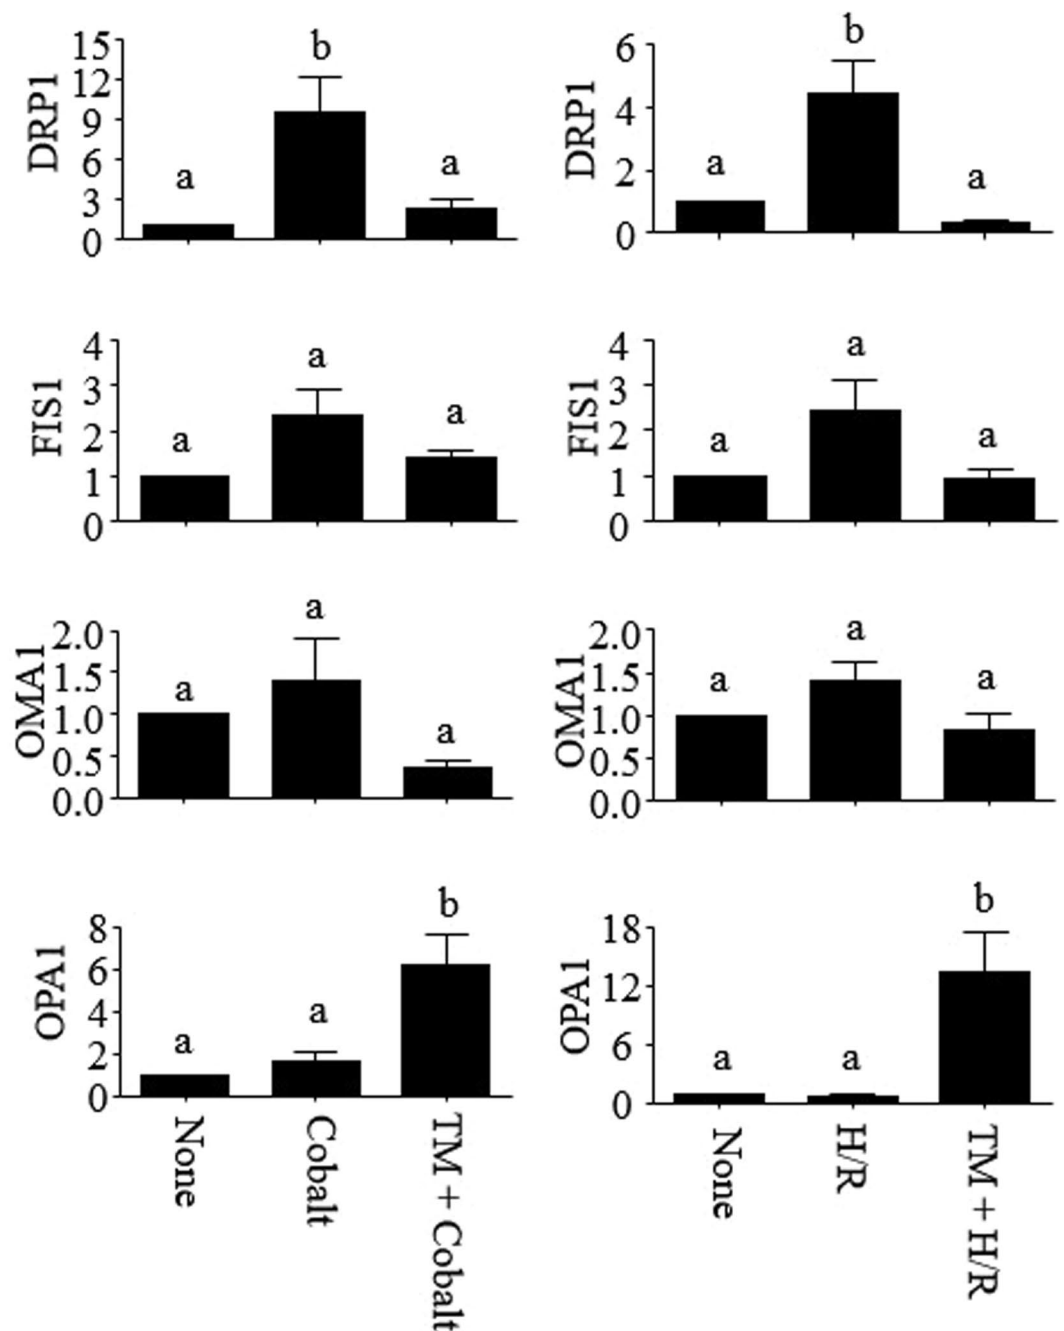 DRP1
15
12
9
6
3
0
a
b
a
DRP1
6
4
2
0
a
b
a
FIS1
4
3
2
1
0
a
a
a
FIS1
4
3
2
1
0
a
a
a
OMA1
2.0
1.5
1.0
0.5
0.0
a
a
a
OMA1
2.0
1.5
1.0
0.5
0.0
a
a
a
OPA1
8
6
4
2
0
a
a
b
OPA1
18
12
6
0
a
a
b
None
Cobalt
TM + Cobalt
None
H/R
TM + H/R